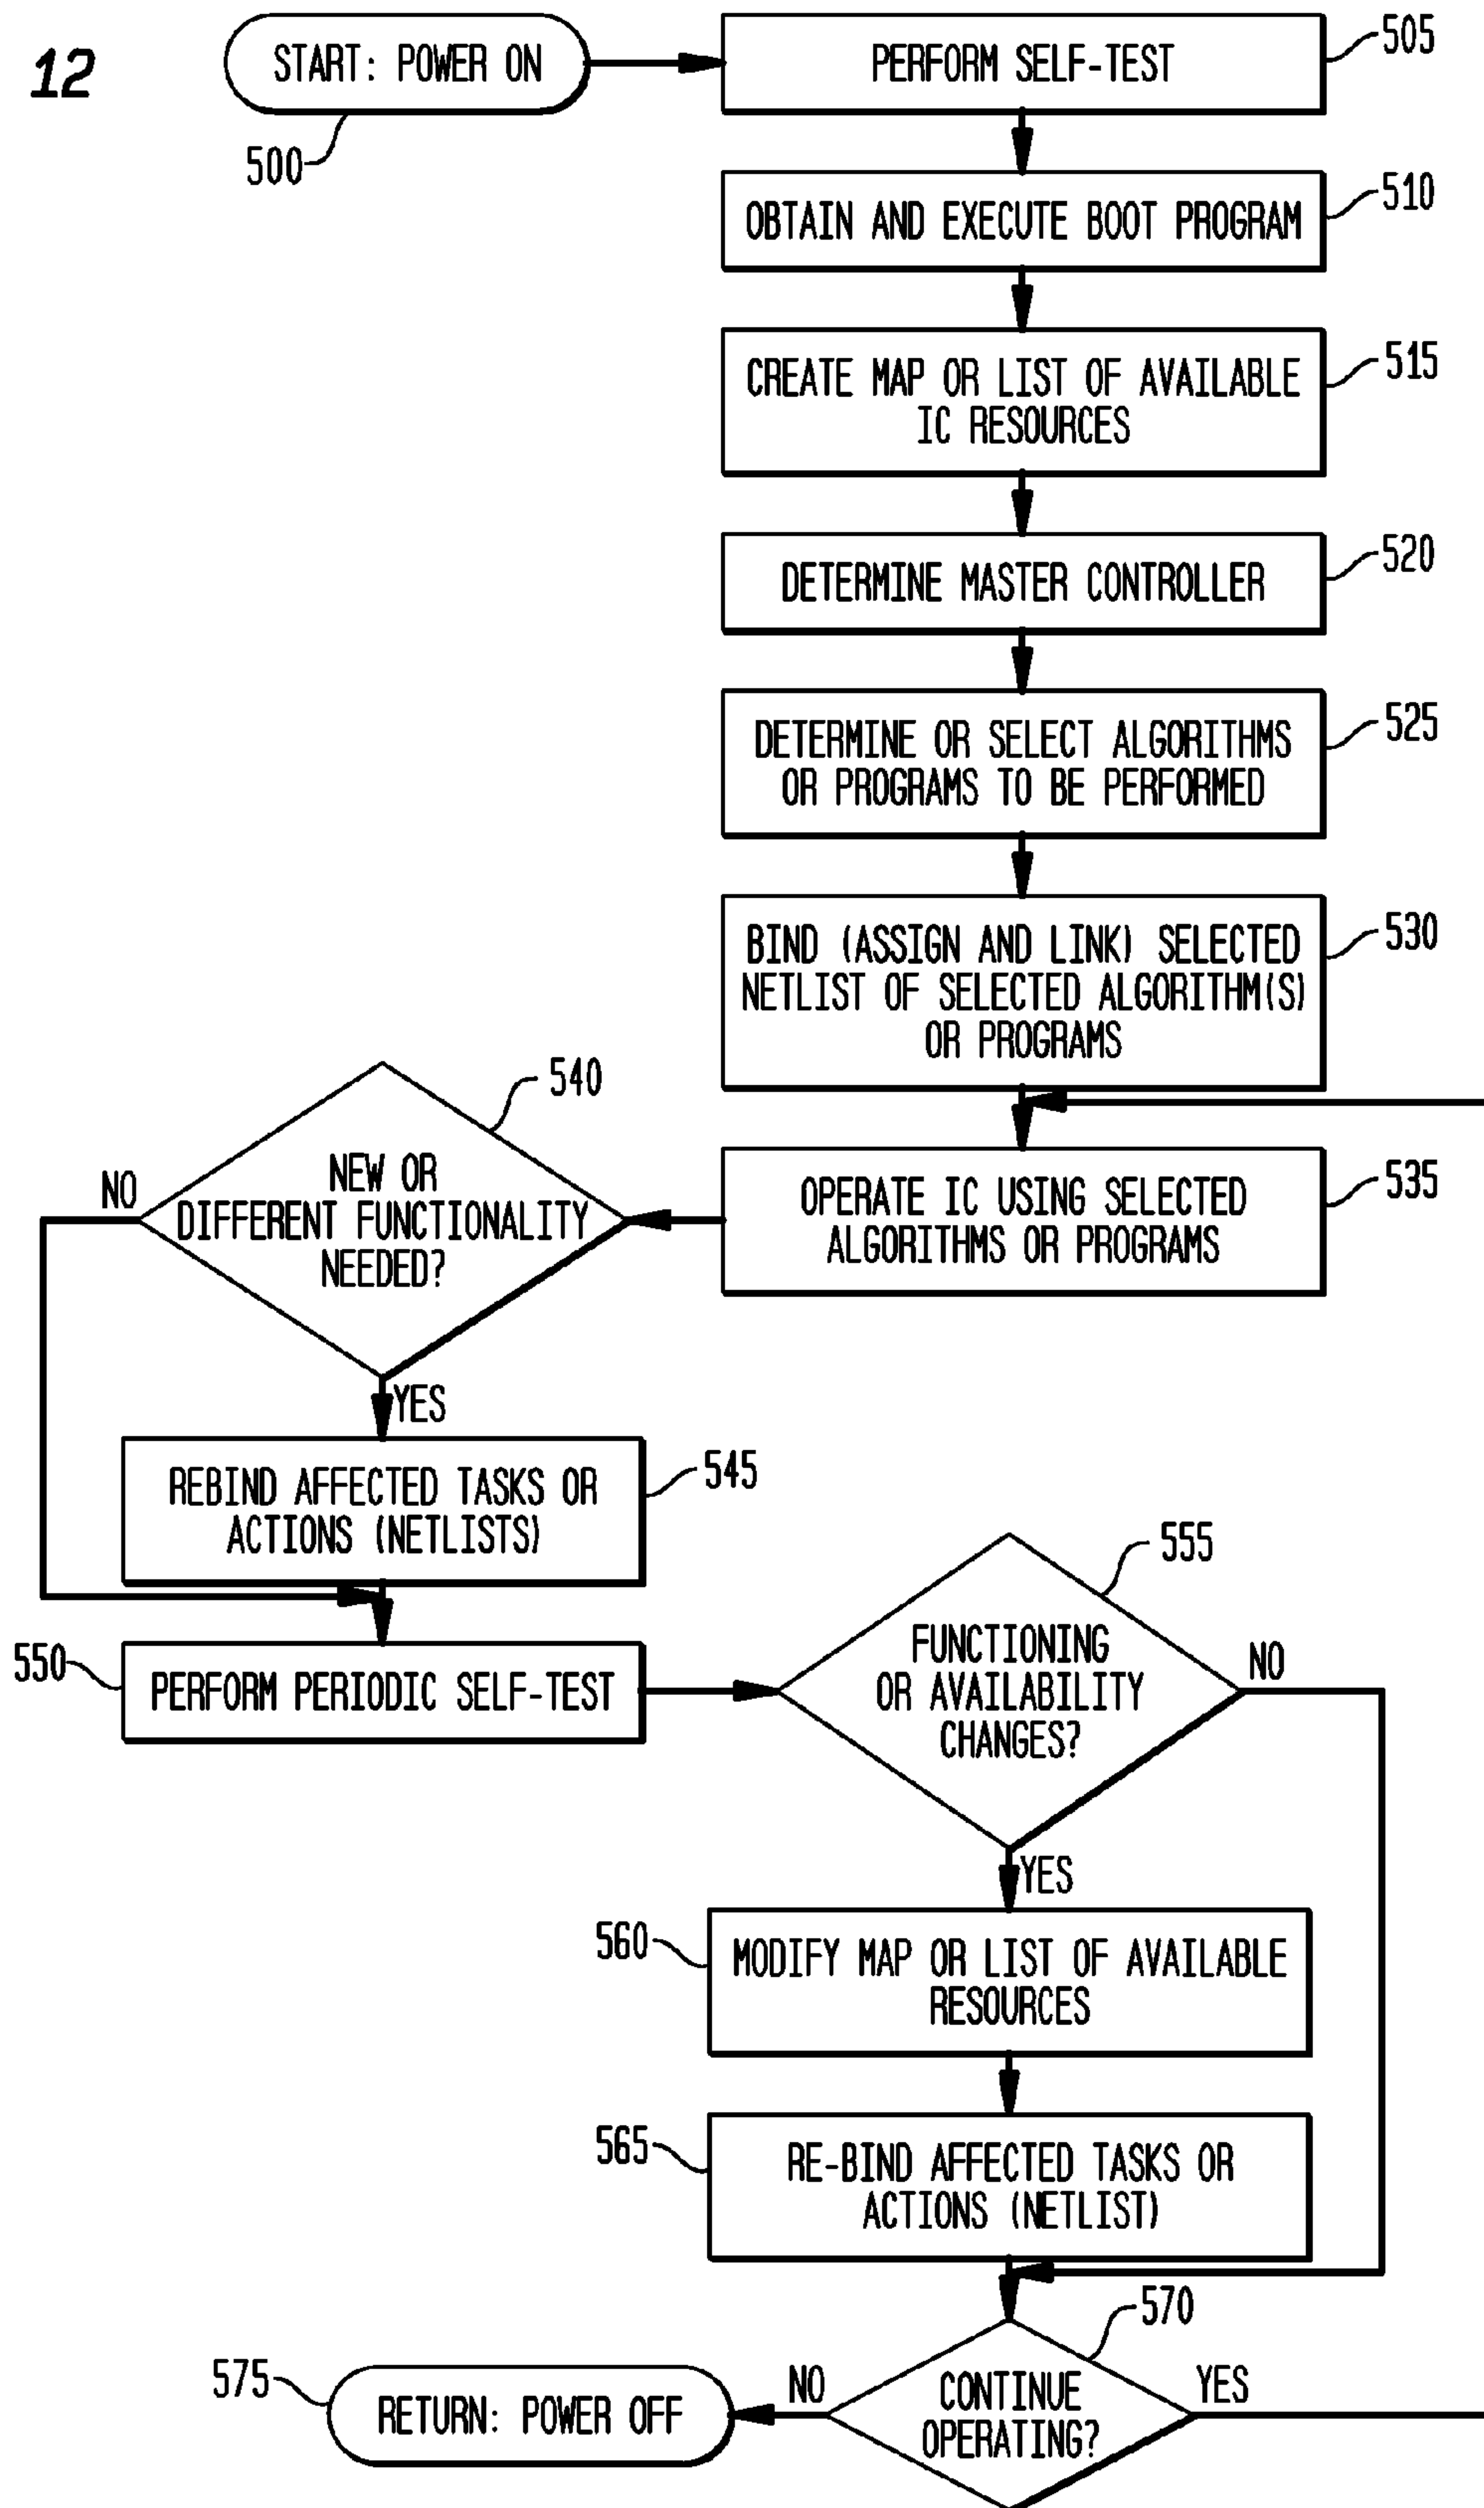 12
START: POWER ON
500
PERFORM SELF-TEST
505
OBTAIN AND EXECUTE BOOT PROGRAM
510
CREATE MAP OR LIST OF AVAILABLE
IC RESOURCES
515
DETERMINE MASTER CONTROLLER
520
DETERMINE OR SELECT ALGORITHMS
OR PROGRAMS TO BE PERFORMED
525
BIND (ASSIGN AND LINK) SELECTED
NETLIST OF SELECTED ALGORITHM(S)
OR PROGRAMS
530
OPERATE IC USING SELECTED
ALGORITHMS OR PROGRAMS
535
540
NEW OR
DIFFERENT FUNCTIONALITY
NEEDED?
NO
YES
REBIND AFFECTED TASKS OR
ACTIONS (NETLISTS)
545
550
PERFORM PERIODIC SELF-TEST
555
FUNCTIONING
OR AVAILABILITY
CHANGES?
NO
YES
560
MODIFY MAP OR LIST OF AVAILABLE
RESOURCES
565
RE-BIND AFFECTED TASKS OR
ACTIONS (NETLIST)
570
CONTINUE
OPERATING?
YES
NO
575
RETURN: POWER OFF